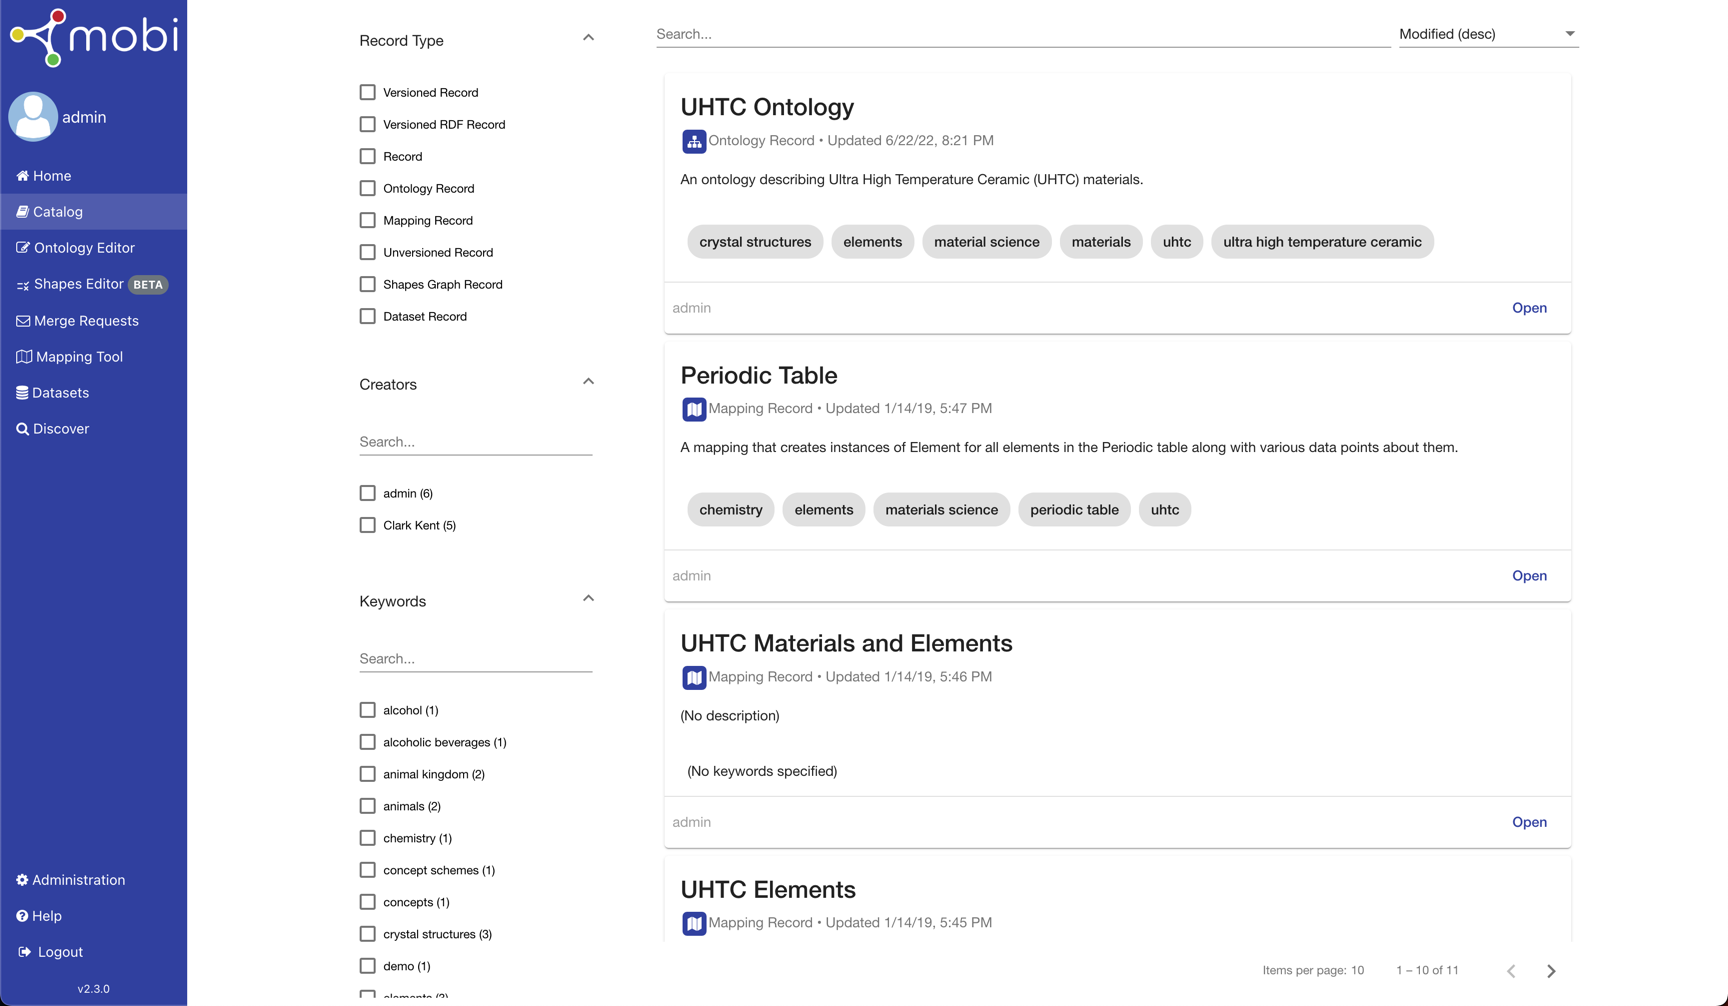 mobi
admin
Home
Catalog
Ontology Editor
Shapes Editor BETA
Merge Requests
Mapping Tool
Datasets
Discover
Administration
Help
Logout
v2.3.0
Record Type
Versioned Record
Versioned RDF Record
Record
Ontology Record
Mapping Record
Unversioned Record
Shapes Graph Record
Dataset Record
Creators
Search...
admin (6)
Clark Kent (5)
Keywords
Search...
alcohol (1)
alcoholic beverages (1)
animal kingdom (2)
animals (2)
chemistry (1)
concept schemes (1)
concepts (1)
crystal structures (3)
demo (1)
Search... Modified (desc)
UHTC Ontology
Ontology Record • Updated 6/22/22, 8:21 PM
An ontology describing Ultra High Temperature Ceramic (UHTC) materials.
crystal structures elements material science materials uhtc ultra high temperature ceramic
admin Open
Periodic Table
Mapping Record • Updated 1/14/19, 5:47 PM
A mapping that creates instances of Element for all elements in the Periodic table along with various data points about them.
chemistry elements materials science periodic table uhtc
admin Open
UHTC Materials and Elements
Mapping Record • Updated 1/14/19, 5:46 PM
(No description)
(No keywords specified)
admin Open
UHTC Elements
Mapping Record • Updated 1/14/19, 5:45 PM
Items per page: 10 1 – 10 of 11